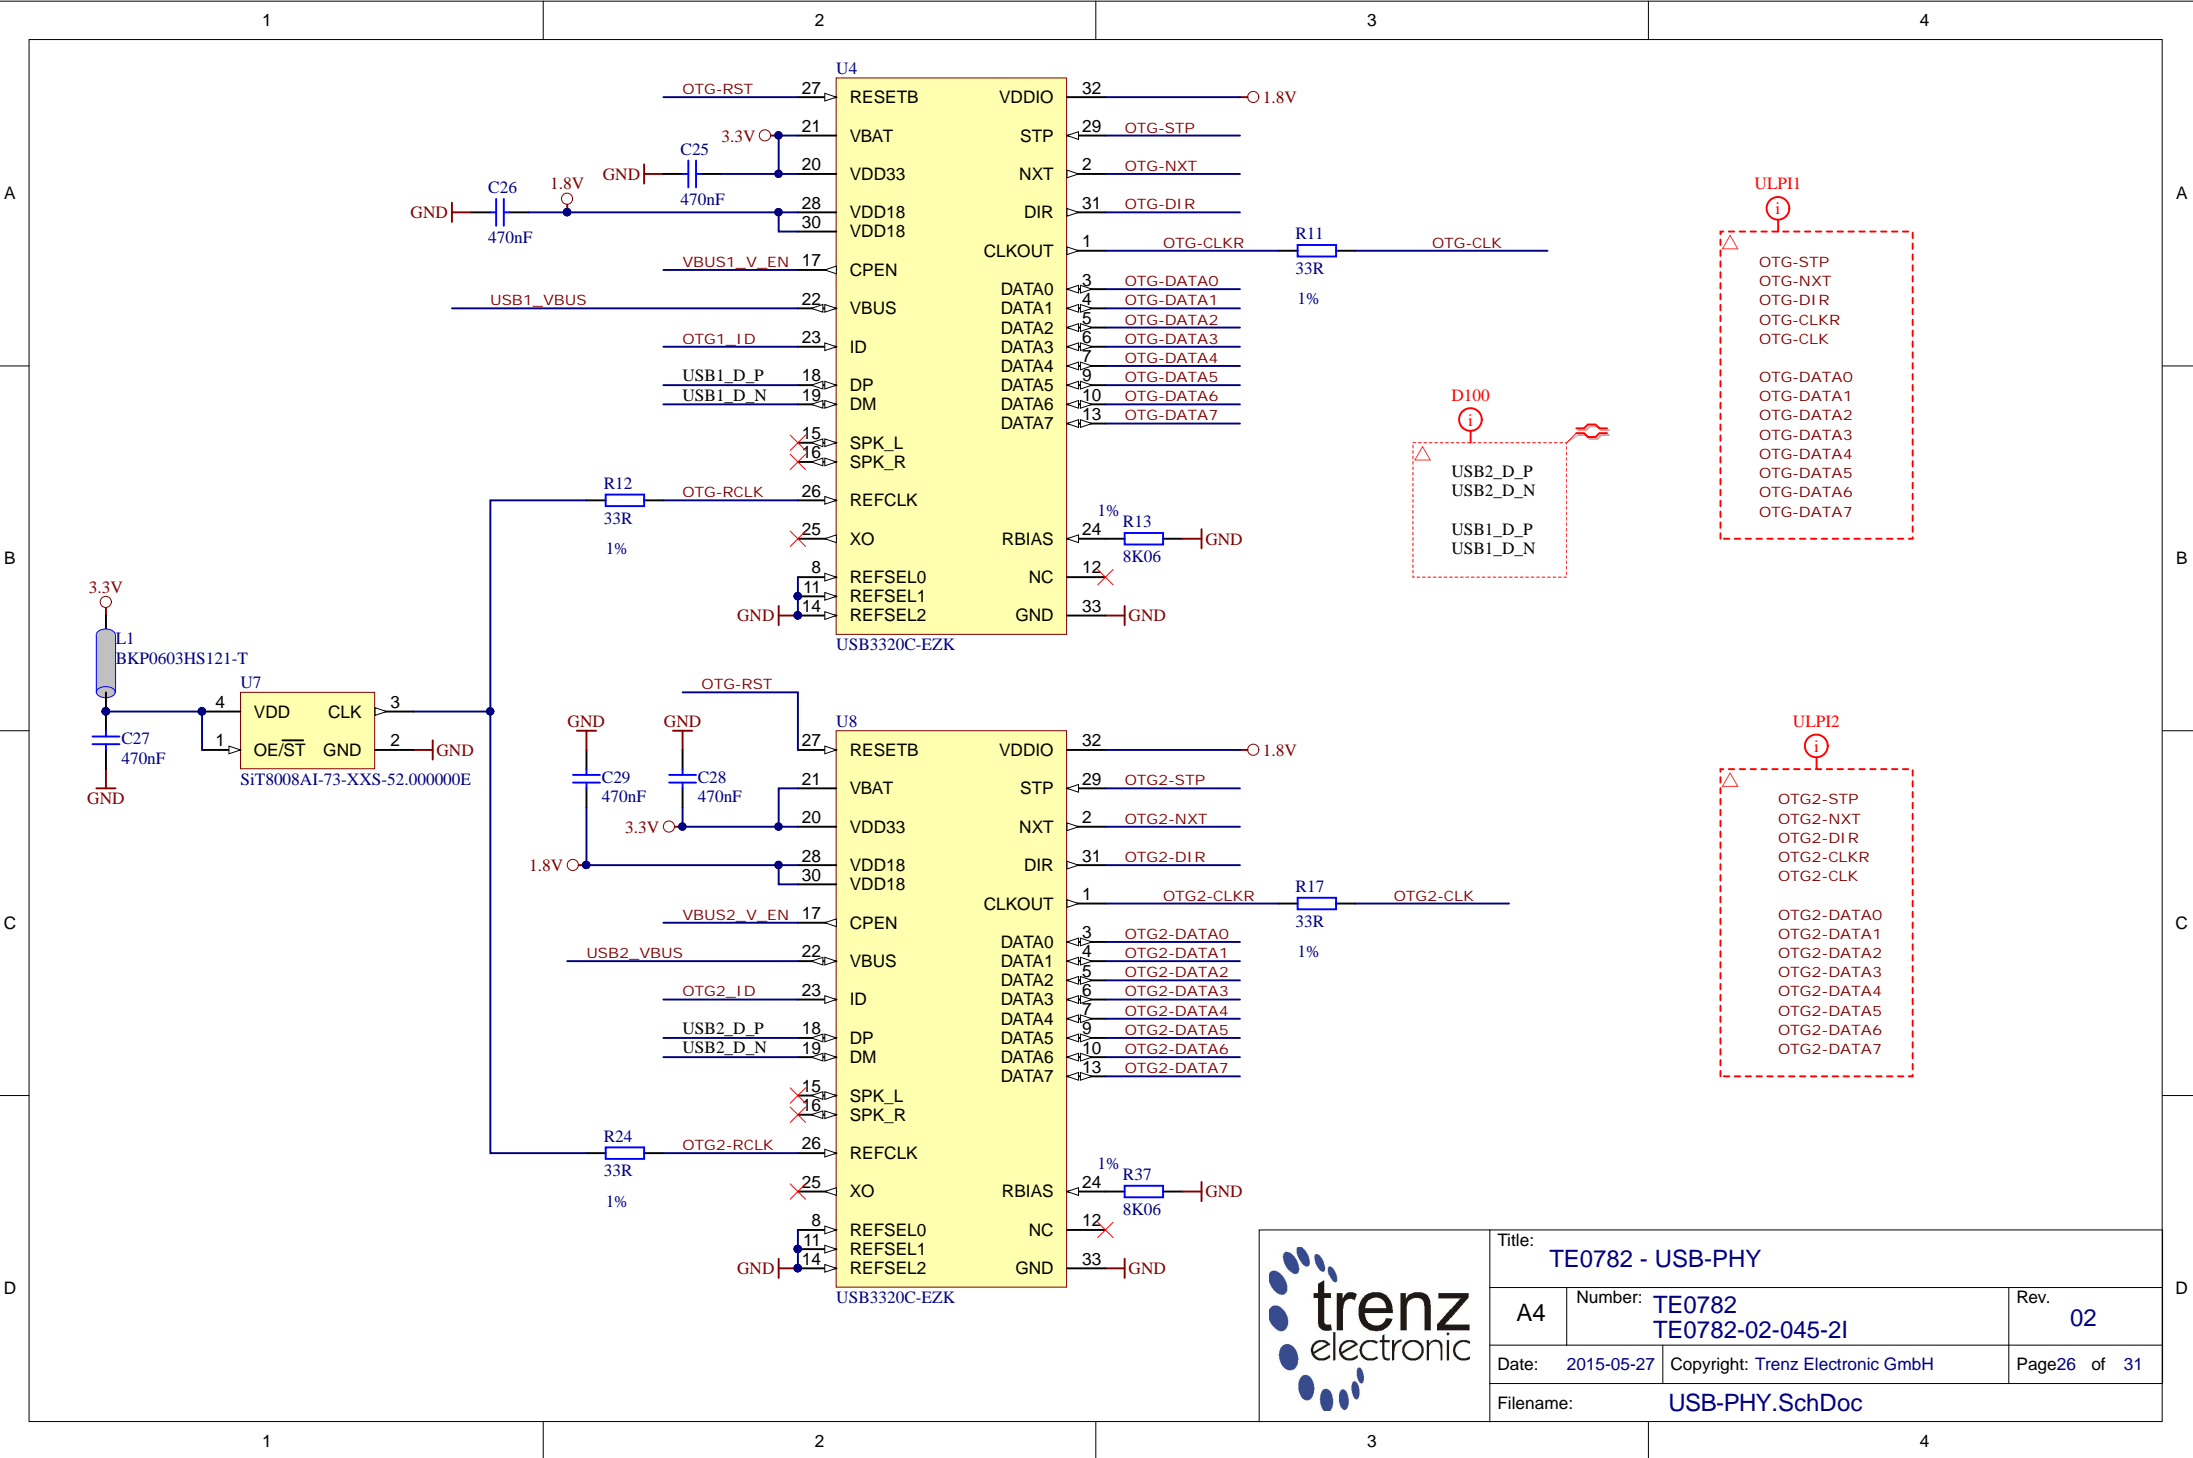 1 2 3 4
A A
B B
C C
D D
1 2 3 4
U4
OTG-RST 27 RESETB
3.3V 21 VBAT
C25
GND 20 VDD33
470nF
C26 1.8V
GND 28 VDD18
470nF 30 VDD18
VBUS1_V_EN 17 CPEN
USB1_VBUS 22 VBUS
OTG1_ID 23 ID
USB1_D_P 18 DP
USB1_D_N 19 DM
15 SPK_L
16 SPK_R
R12
OTG-RCLK 26 REFCLK
33R
1%
25 XO
8 REFSEL0
11 REFSEL1
GND 14 REFSEL2
VDDIO 32 1.8V
STP 29 OTG-STP
NXT 2 OTG-NXT
DIR 31 OTG-DIR
CLKOUT 1 OTG-CLKR R11 OTG-CLK
33R
1%
DATA0 3 OTG-DATA0
DATA1 4 OTG-DATA1
DATA2 5 OTG-DATA2
DATA3 6 OTG-DATA3
DATA4 7 OTG-DATA4
DATA5 9 OTG-DATA5
DATA6 10 OTG-DATA6
DATA7 13 OTG-DATA7
1% R13
RBIAS 24 GND
8K06
NC 12
GND 33 GND
USB3320C-EZK
ULPI1
i
OTG-STP
OTG-NXT
OTG-DIR
OTG-CLKR
OTG-CLK
OTG-DATA0
OTG-DATA1
OTG-DATA2
OTG-DATA3
OTG-DATA4
OTG-DATA5
OTG-DATA6
OTG-DATA7
D100
i
USB2_D_P
USB2_D_N
USB1_D_P
USB1_D_N
3.3V
L1
BKP0603HS121-T
U7
4 VDD CLK 3
1 OE/ST GND 2 GND
SiT8008AI-73-XXS-52.000000E
C27
470nF
GND
OTG-RST
U8
27 RESETB
GND GND
C29 C28
470nF 470nF
21 VBAT
3.3V 20 VDD33
1.8V 28 VDD18
30 VDD18
VBUS2_V_EN 17 CPEN
USB2_VBUS 22 VBUS
OTG2_ID 23 ID
USB2_D_P 18 DP
USB2_D_N 19 DM
15 SPK_L
16 SPK_R
R24
OTG2-RCLK 26 REFCLK
33R
1%
25 XO
8 REFSEL0
11 REFSEL1
GND 14 REFSEL2
VDDIO 32 1.8V
STP 29 OTG2-STP
NXT 2 OTG2-NXT
DIR 31 OTG2-DIR
CLKOUT 1 OTG2-CLKR R17 OTG2-CLK
33R
1%
DATA0 3 OTG2-DATA0
DATA1 4 OTG2-DATA1
DATA2 5 OTG2-DATA2
DATA3 6 OTG2-DATA3
DATA4 7 OTG2-DATA4
DATA5 9 OTG2-DATA5
DATA6 10 OTG2-DATA6
DATA7 13 OTG2-DATA7
1% R37
RBIAS 24 GND
8K06
NC 12
GND 33 GND
USB3320C-EZK
ULPI2
i
OTG2-STP
OTG2-NXT
OTG2-DIR
OTG2-CLKR
OTG2-CLK
OTG2-DATA0
OTG2-DATA1
OTG2-DATA2
OTG2-DATA3
OTG2-DATA4
OTG2-DATA5
OTG2-DATA6
OTG2-DATA7
trenz
electronic
Title: TE0782 - USB-PHY
A4 Number: TE0782
TE0782-02-045-2I
Rev. 02
Date: 2015-05-27 Copyright: Trenz Electronic GmbH Page26 of 31
Filename: USB-PHY.SchDoc